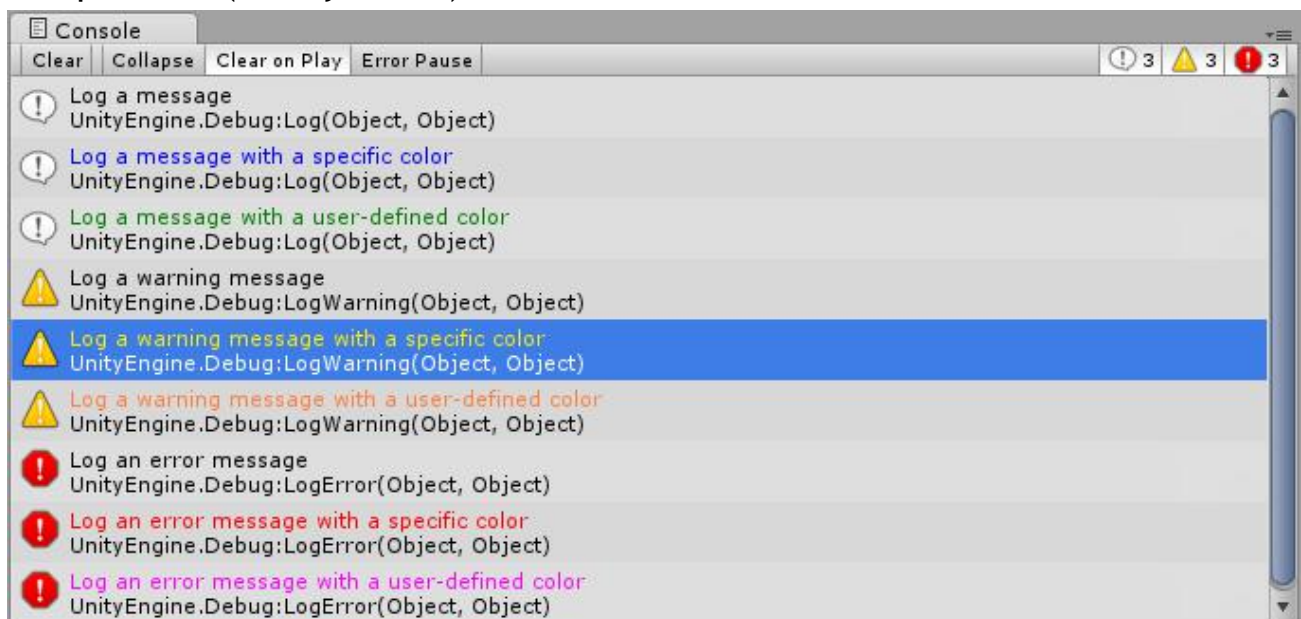 Console
Clear Collapse Clear on Play Error Pause 3 3 3
Log a message
UnityEngine.Debug:Log(Object, Object)
Log a message with a specific color
UnityEngine.Debug:Log(Object, Object)
Log a message with a user-defined color
UnityEngine.Debug:Log(Object, Object)
Log a warning message
UnityEngine.Debug:LogWarning(Object, Object)
Log a warning message with a specific color
UnityEngine.Debug:LogWarning(Object, Object)
Log a warning message with a user-defined color
UnityEngine.Debug:LogWarning(Object, Object)
Log an error message
UnityEngine.Debug:LogError(Object, Object)
Log an error message with a specific color
UnityEngine.Debug:LogError(Object, Object)
Log an error message with a user-defined color
UnityEngine.Debug:LogError(Object, Object)